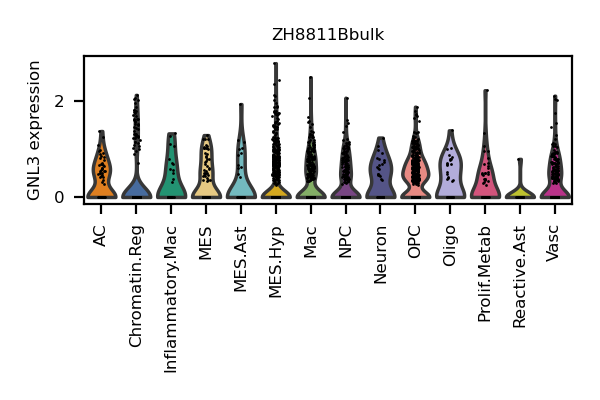 ZH8811Bbulk
GNL3 expression
2
0
AC
Chromatin.Reg
Inflammatory.Mac
MES
MES.Ast
MES.Hyp
Mac
NPC
Neuron
OPC
Oligo
Prolif.Metab
Reactive.Ast
Vasc